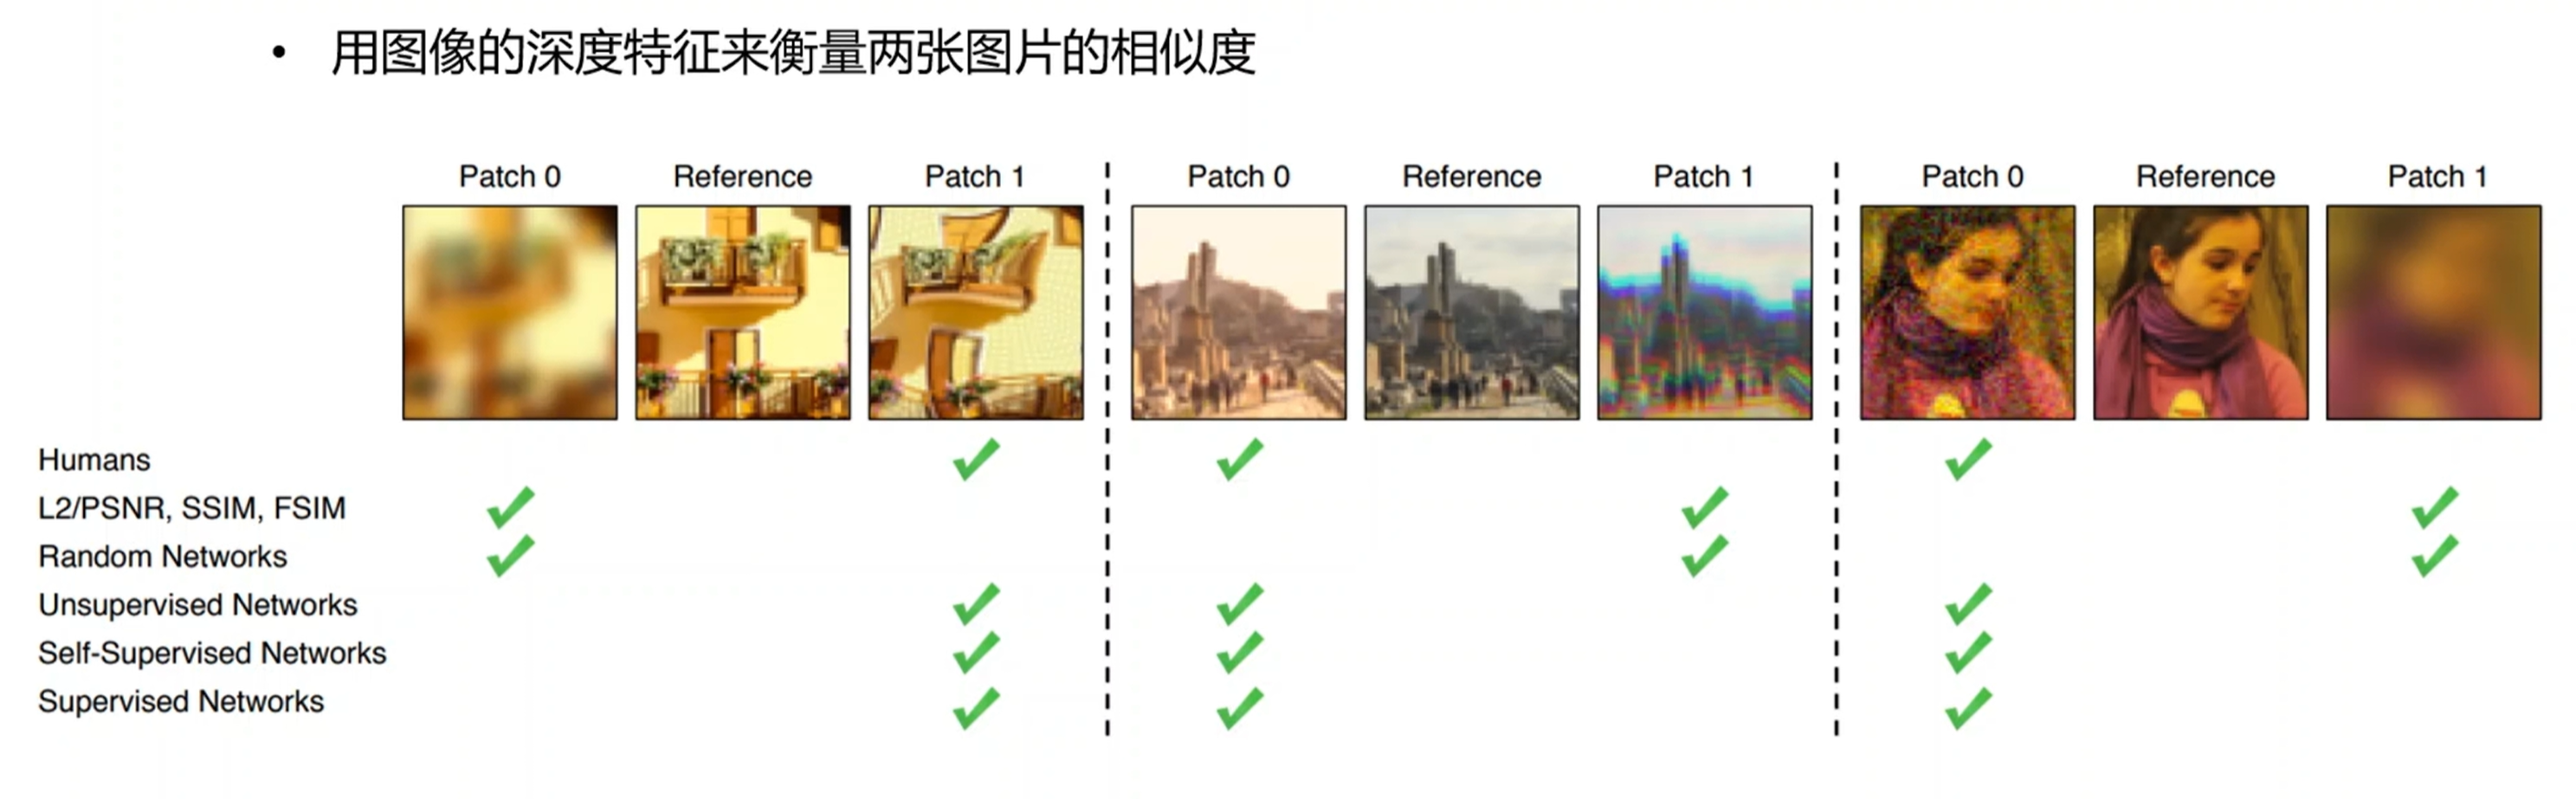 • 用图像的深度特征来衡量两张图片的相似度
Patch 0 Reference Patch 1 Patch 0 Reference Patch 1 Patch 0 Reference Patch 1
Humans
L2/PSNR, SSIM, FSIM
Random Networks
Unsupervised Networks
Self-Supervised Networks
Supervised Networks